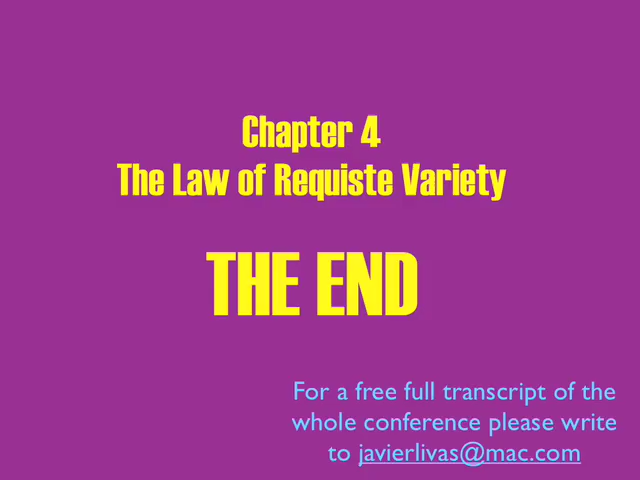 Chapter 4
The Law of Requiste Variety
THE END
For a free full transcript of the
whole conference please write
to javierlivas@mac.com